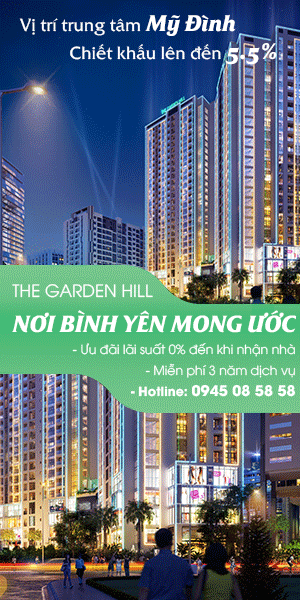 Vị trí trung tâm Mỹ Đình
Chiết khấu lên đến 5.5%
THE GARDEN HILL
NƠI BÌNH YÊN MONG ƯỚC
- Ưu đãi lãi suất 0% đến khi nhận nhà
- Miễn phí 3 năm dịch vụ
- Hotline: 0945 08 58 58